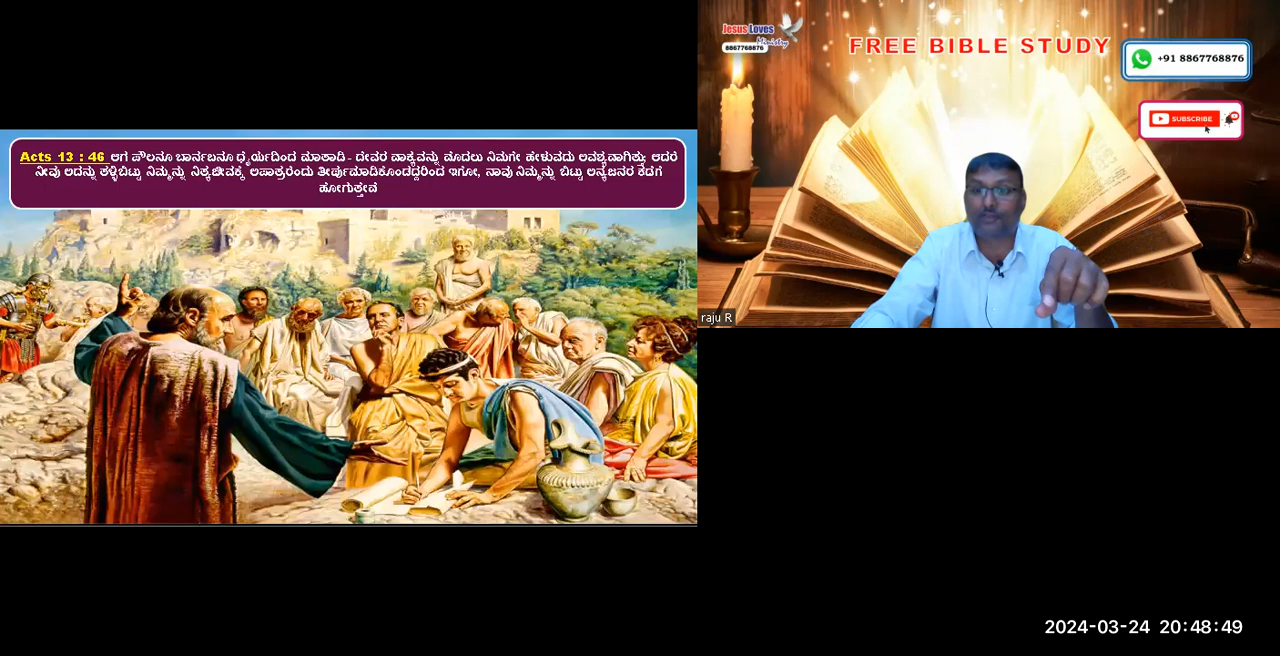 Acts 13 : 46 ಆಗ ಪೌಲನೂ ಬಾರ್ನಬನೂ ಧೈರ್ಯದಿಂದ ಮಾತಾಡಿ - ದೇವರ ವಾಕ್ಯವನ್ನು ಮೊದಲು ನಿಮಗೇ ಹೇಳುವದು ಅವಶ್ಯವಾಗಿತ್ತು; ಆದರೆ
ನೀವು ಅದನ್ನು ತಳ್ಳಿಬಿಟ್ಟು ನಿಮ್ಮನ್ನು ನಿತ್ಯಜೀವಕ್ಕೆ ಅಪಾತ್ರರೆಂದು ತೀರ್ಪುಮಾಡಿಕೊಂಡದ್ದರಿಂದ ಇಗೋ, ನಾವು ನಿಮ್ಮನ್ನು ಬಿಟ್ಟು ಅನ್ಯಜನರ ಕಡೆಗೆ
ಹೋಗುತ್ತೇವೆ
Jesus Loves
Ministry
8867768876
FREE BIBLE STUDY
+91 8867768876
SUBSCRIBE
raju R
2024-03-24 20:48:49